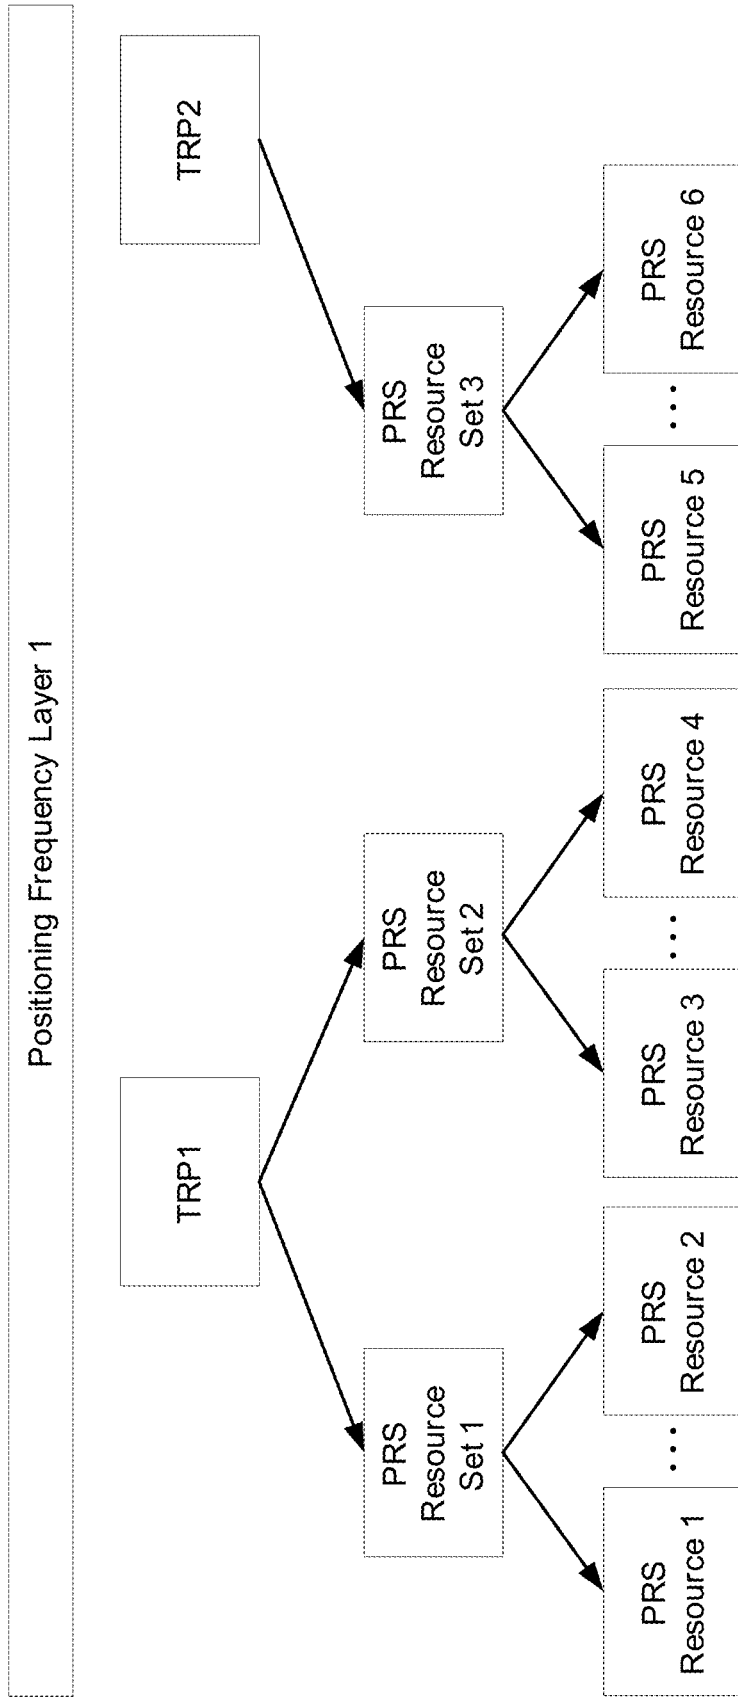 Positioning Frequency Layer 1
TRP1
TRP2
PRS
Resource
Set 1
PRS
Resource
Set 2
PRS
Resource
Set 3
PRS
Resource 1
...
PRS
Resource 2
PRS
Resource 3
...
PRS
Resource 4
PRS
Resource 5
...
PRS
Resource 6